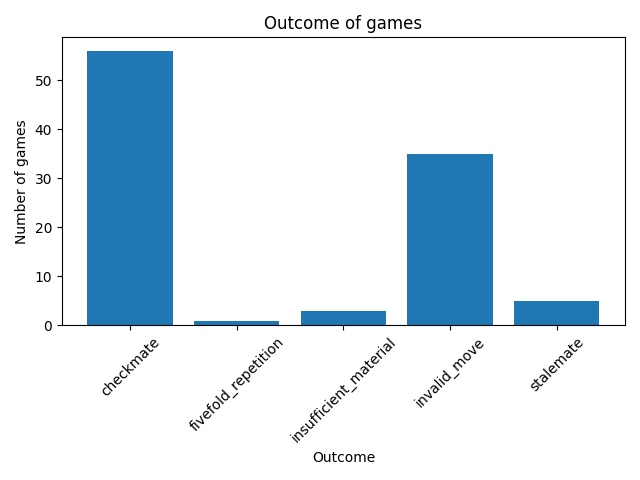 Outcome of games
Number of games
50
40
30
20
10
0
checkmate
fivefold_repetition
insufficient_material
invalid_move
stalemate
Outcome